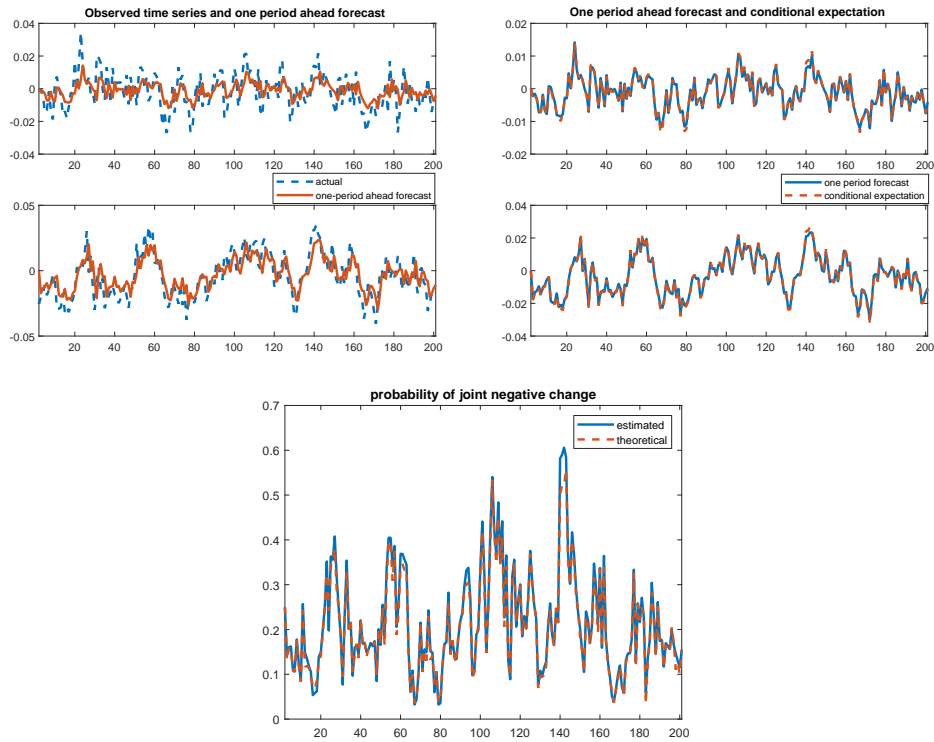 Observed time series and one period ahead forecast
0.04
0.02
0
-0.02
-0.04
20 40 60 80 100 120 140 160 180 200
actual
one-period ahead forecast
0.05
0
-0.05
20 40 60 80 100 120 140 160 180 200
One period ahead forecast and conditional expectation
0.02
0.01
0
-0.01
-0.02
20 40 60 80 100 120 140 160 180 200
one period forecast
conditional expectation
0.04
0.02
0
-0.02
-0.04
20 40 60 80 100 120 140 160 180 200
probability of joint negative change
0.7
0.6
0.5
0.4
0.3
0.2
0.1
0
estimated
theoretical
20 40 60 80 100 120 140 160 180 200